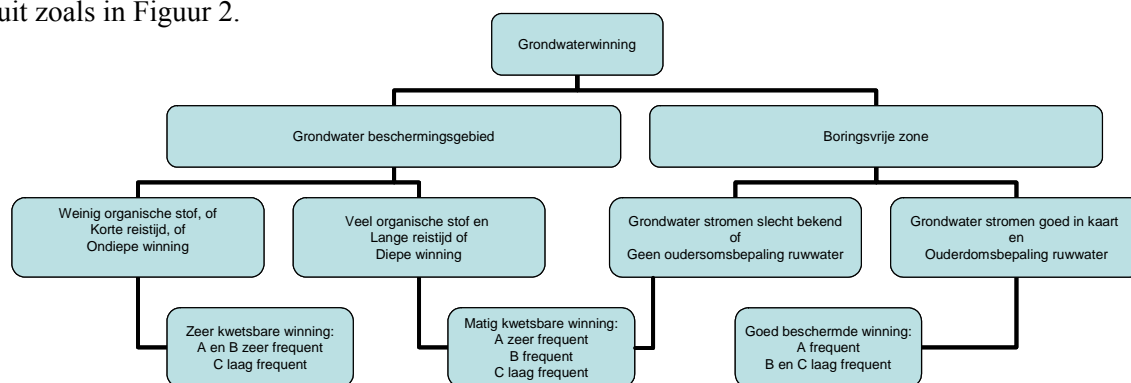 uit zoals in Figuur 2.
Grondwaterwinning
Grondwater beschermingsgebied
Boringsvrije zone
Weinig organische stof, of
Korte reistijd, of
Ondiepe winning
Veel organische stof en
Lange reistijd of
Diepe winning
Grondwater stromen slecht bekend
of
Geen oudersomsbepaling ruwwater
Grondwater stromen goed in kaart
en
Ouderdomsbepaling ruwwater
Zeer kwetsbare winning:
A en B zeer frequent
C laag frequent
Matig kwetsbare winning:
A zeer frequent
B frequent
C laag frequent
Goed beschermde winning:
A frequent
B en C laag frequent